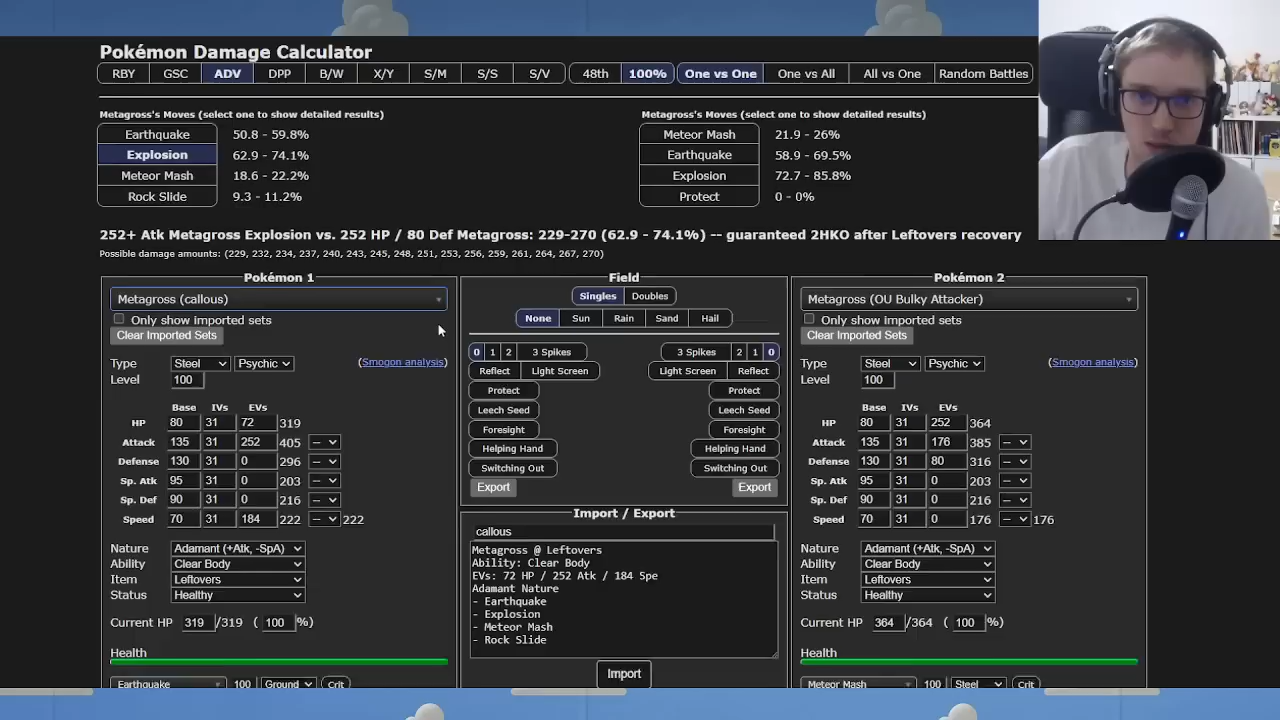 Pokémon Damage Calculator
RBY GSC ADV DPP B/W X/Y S/M S/S S/V 48th 100% One vs One One vs All All vs One Random Battles
Metagross's Moves (select one to show detailed results)
Earthquake 50.8 - 59.8%
Explosion 62.9 - 74.1%
Meteor Mash 18.6 - 22.2%
Rock Slide 9.3 - 11.2%
Metagross's Moves (select one to show detailed results)
Meteor Mash 21.9 - 26%
Earthquake 58.9 - 69.5%
Explosion 72.7 - 85.8%
Protect 0 - 0%
252+ Atk Metagross Explosion vs. 252 HP / 80 Def Metagross: 229-270 (62.9 - 74.1%) -- guaranteed 2HKO after Leftovers recovery
Possible damage amounts: (229, 232, 234, 237, 240, 243, 245, 248, 251, 253, 256, 259, 261, 264, 267, 270)
Pokémon 1
Metagross (callous)
Only show imported sets
Clear Imported Sets
Type Steel Psychic (Smogon analysis)
Level 100
Base IVs EVs
HP 80 31 72 319
Attack 135 31 252 405 --
Defense 130 31 0 296 --
Sp. Atk 95 31 0 203 --
Sp. Def 90 31 0 216 --
Speed 70 31 184 222 -- 222
Nature Adamant (+Atk, -SpA)
Ability Clear Body
Item Leftovers
Status Healthy
Current HP 319 /319 ( 100 %)
Health
Earthquake 100 Ground Crit
Field
Singles Doubles
None Sun Rain Sand Hail
0 1 2 3 Spikes 3 Spikes 2 1 0
Reflect Light Screen Light Screen Reflect
Protect Protect
Leech Seed Leech Seed
Foresight Foresight
Helping Hand Helping Hand
Switching Out Switching Out
Export Export
Import / Export
callous
Metagross @ Leftovers
Ability: Clear Body
EVs: 72 HP / 252 Atk / 184 Spe
Adamant Nature
- Earthquake
- Explosion
- Meteor Mash
- Rock Slide
Import
Pokémon 2
Metagross (OU Bulky Attacker)
Only show imported sets
Clear Imported Sets
Type Steel Psychic (Smogon analysis)
Level 100
Base IVs EVs
HP 80 31 252 364
Attack 135 31 176 385 --
Defense 130 31 80 316 --
Sp. Atk 95 31 0 203 --
Sp. Def 90 31 0 216 --
Speed 70 31 0 176 -- 176
Nature Adamant (+Atk, -SpA)
Ability Clear Body
Item Leftovers
Status Healthy
Current HP 364 /364 ( 100 %)
Health
Meteor Mash 100 Steel Crit